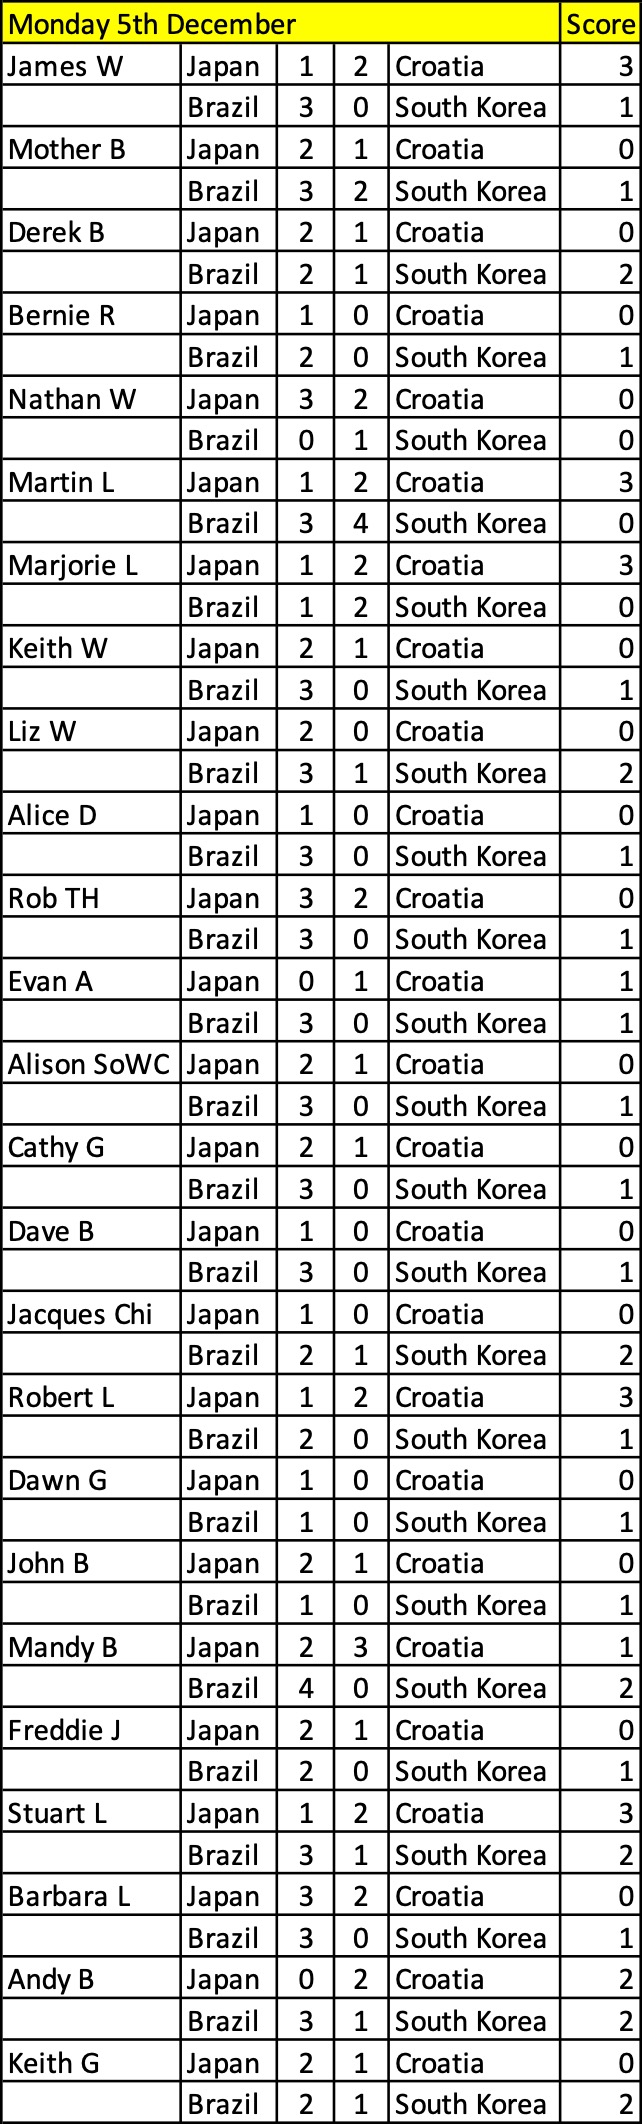 Monday 5th December Score
James W Japan 1 2 Croatia 3
Brazil 3 0 South Korea 1
Mother B Japan 2 1 Croatia 0
Brazil 3 2 South Korea 1
Derek B Japan 2 1 Croatia 0
Brazil 2 1 South Korea 2
Bernie R Japan 1 0 Croatia 0
Brazil 2 0 South Korea 1
Nathan W Japan 3 2 Croatia 0
Brazil 0 1 South Korea 0
Martin L Japan 1 2 Croatia 3
Brazil 3 4 South Korea 0
Marjorie L Japan 1 2 Croatia 3
Brazil 1 2 South Korea 0
Keith W Japan 2 1 Croatia 0
Brazil 3 0 South Korea 1
Liz W Japan 2 0 Croatia 0
Brazil 3 1 South Korea 2
Alice D Japan 1 0 Croatia 0
Brazil 3 0 South Korea 1
Rob TH Japan 3 2 Croatia 0
Brazil 3 0 South Korea 1
Evan A Japan 0 1 Croatia 1
Brazil 3 0 South Korea 1
Alison SoWC Japan 2 1 Croatia 0
Brazil 3 0 South Korea 1
Cathy G Japan 2 1 Croatia 0
Brazil 3 0 South Korea 1
Dave B Japan 1 0 Croatia 0
Brazil 3 0 South Korea 1
Jacques Chi Japan 1 0 Croatia 0
Brazil 2 1 South Korea 2
Robert L Japan 1 2 Croatia 3
Brazil 2 0 South Korea 1
Dawn G Japan 1 0 Croatia 0
Brazil 1 0 South Korea 1
John B Japan 2 1 Croatia 0
Brazil 1 0 South Korea 1
Mandy B Japan 2 3 Croatia 1
Brazil 4 0 South Korea 2
Freddie J Japan 2 1 Croatia 0
Brazil 2 0 South Korea 1
Stuart L Japan 1 2 Croatia 3
Brazil 3 1 South Korea 2
Barbara L Japan 3 2 Croatia 0
Brazil 3 0 South Korea 1
Andy B Japan 0 2 Croatia 2
Brazil 3 1 South Korea 2
Keith G Japan 2 1 Croatia 0
Brazil 2 1 South Korea 2